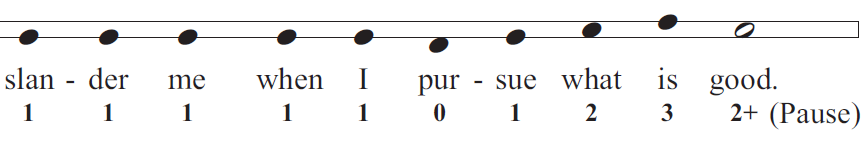 slan - der me when I pur - sue what is good.
1 1 1 1 1 0 1 2 3 2+ (Pause)